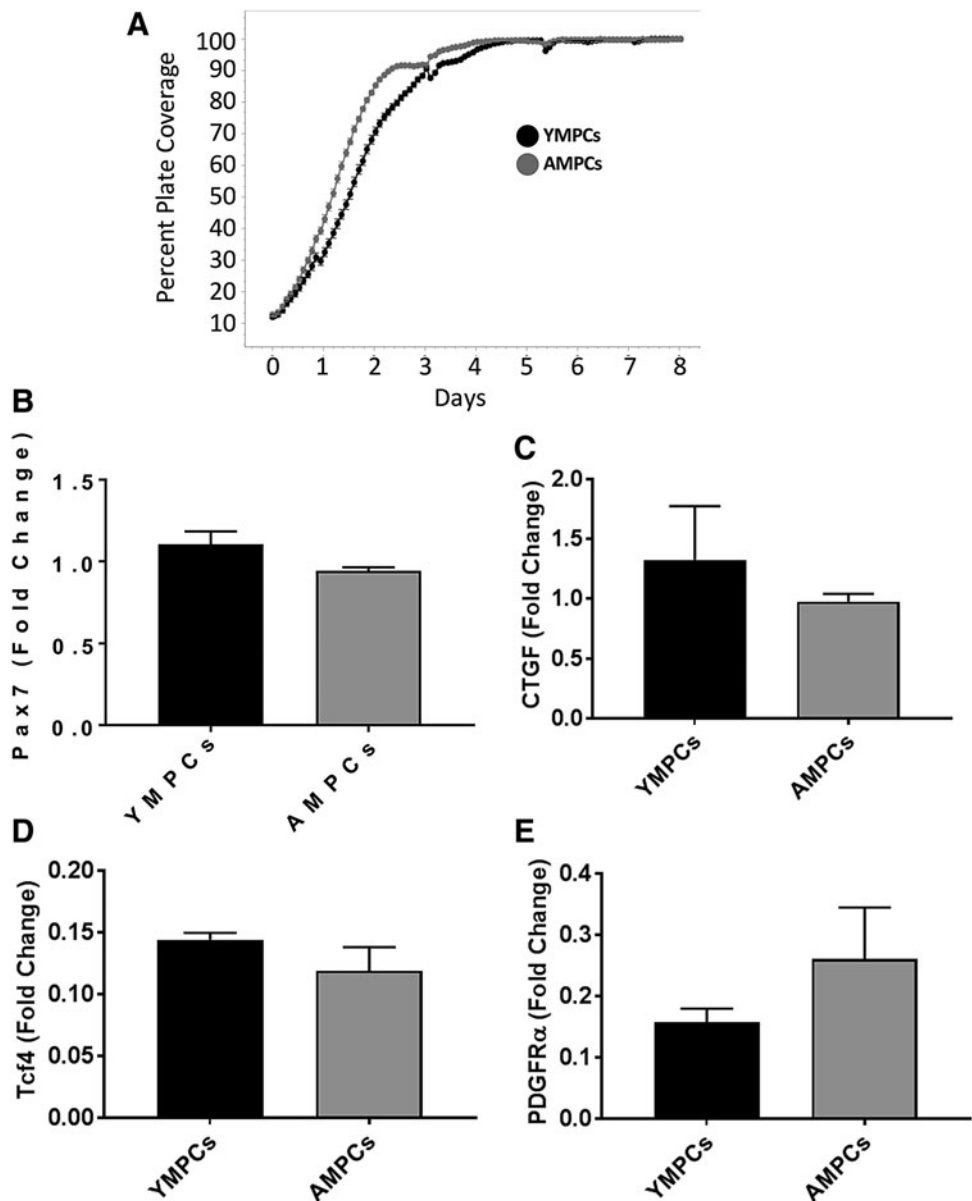 A
Percent Plate Coverage
100
90
80
70
60
50
40
30
20
10
YMPCs
AMPCs
0 1 2 3 4 5 6 7 8
Days
B
Pax7 (Fold Change)
1.5
1.0
0.5
0.0
YMPCs
AMPCs
C
CTGF (Fold Change)
2.0
1.5
1.0
0.5
0.0
YMPCs
AMPCs
D
Tcf4 (Fold Change)
0.20
0.15
0.10
0.05
0.00
YMPCs
AMPCs
E
PDGFRα (Fold Change)
0.4
0.3
0.2
0.1
0.0
YMPCs
AMPCs